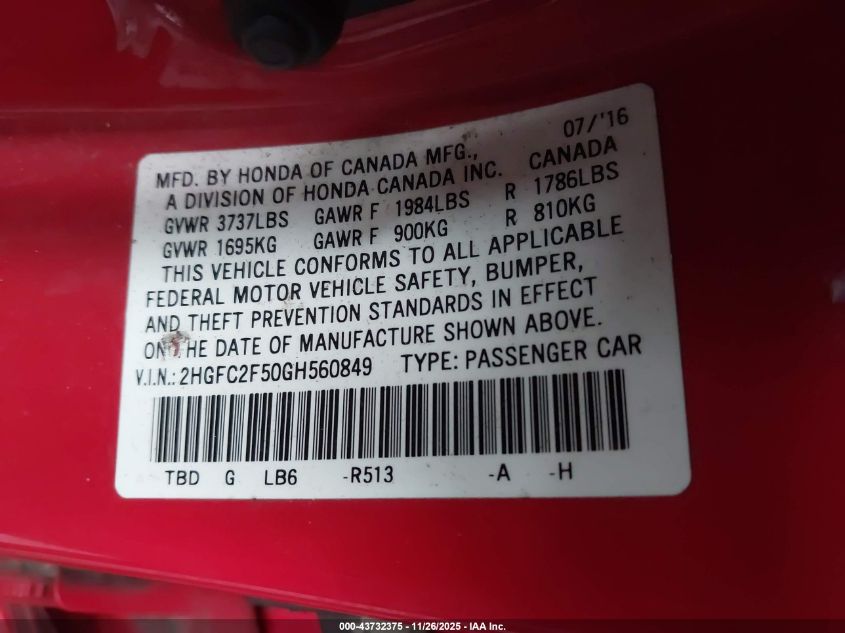 07/'16
MFD. BY HONDA OF CANADA MFG.,
A DIVISION OF HONDA CANADA INC. CANADA
GVWR 3737LBS GAWR F 1984LBS R 1786LBS
GVWR 1695KG GAWR F 900KG R 810KG
THIS VEHICLE CONFORMS TO ALL APPLICABLE
FEDERAL MOTOR VEHICLE SAFETY, BUMPER,
AND THEFT PREVENTION STANDARDS IN EFFECT
ON THE DATE OF MANUFACTURE SHOWN ABOVE.
V.I.N.: 2HGFC2F50GH560849 TYPE: PASSENGER CAR
TBD G LB6 -R513 -A -H
000-43732375 - 11/26/2025 - IAA Inc.